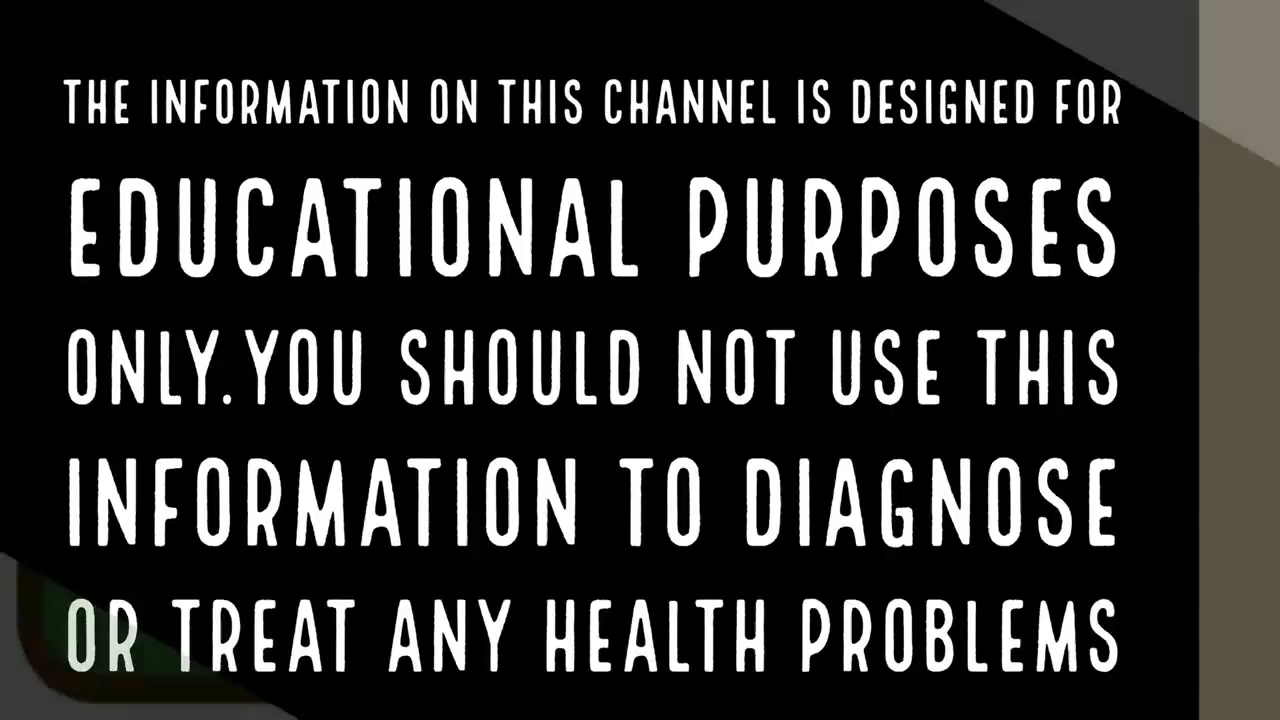 THE INFORMATION ON THIS CHANNEL IS DESIGNED FOR
EDUCATIONAL PURPOSES
ONLY.YOU SHOULD NOT USE THIS
INFORMATION TO DIAGNOSE
OR TREAT ANY HEALTH PROBLEMS